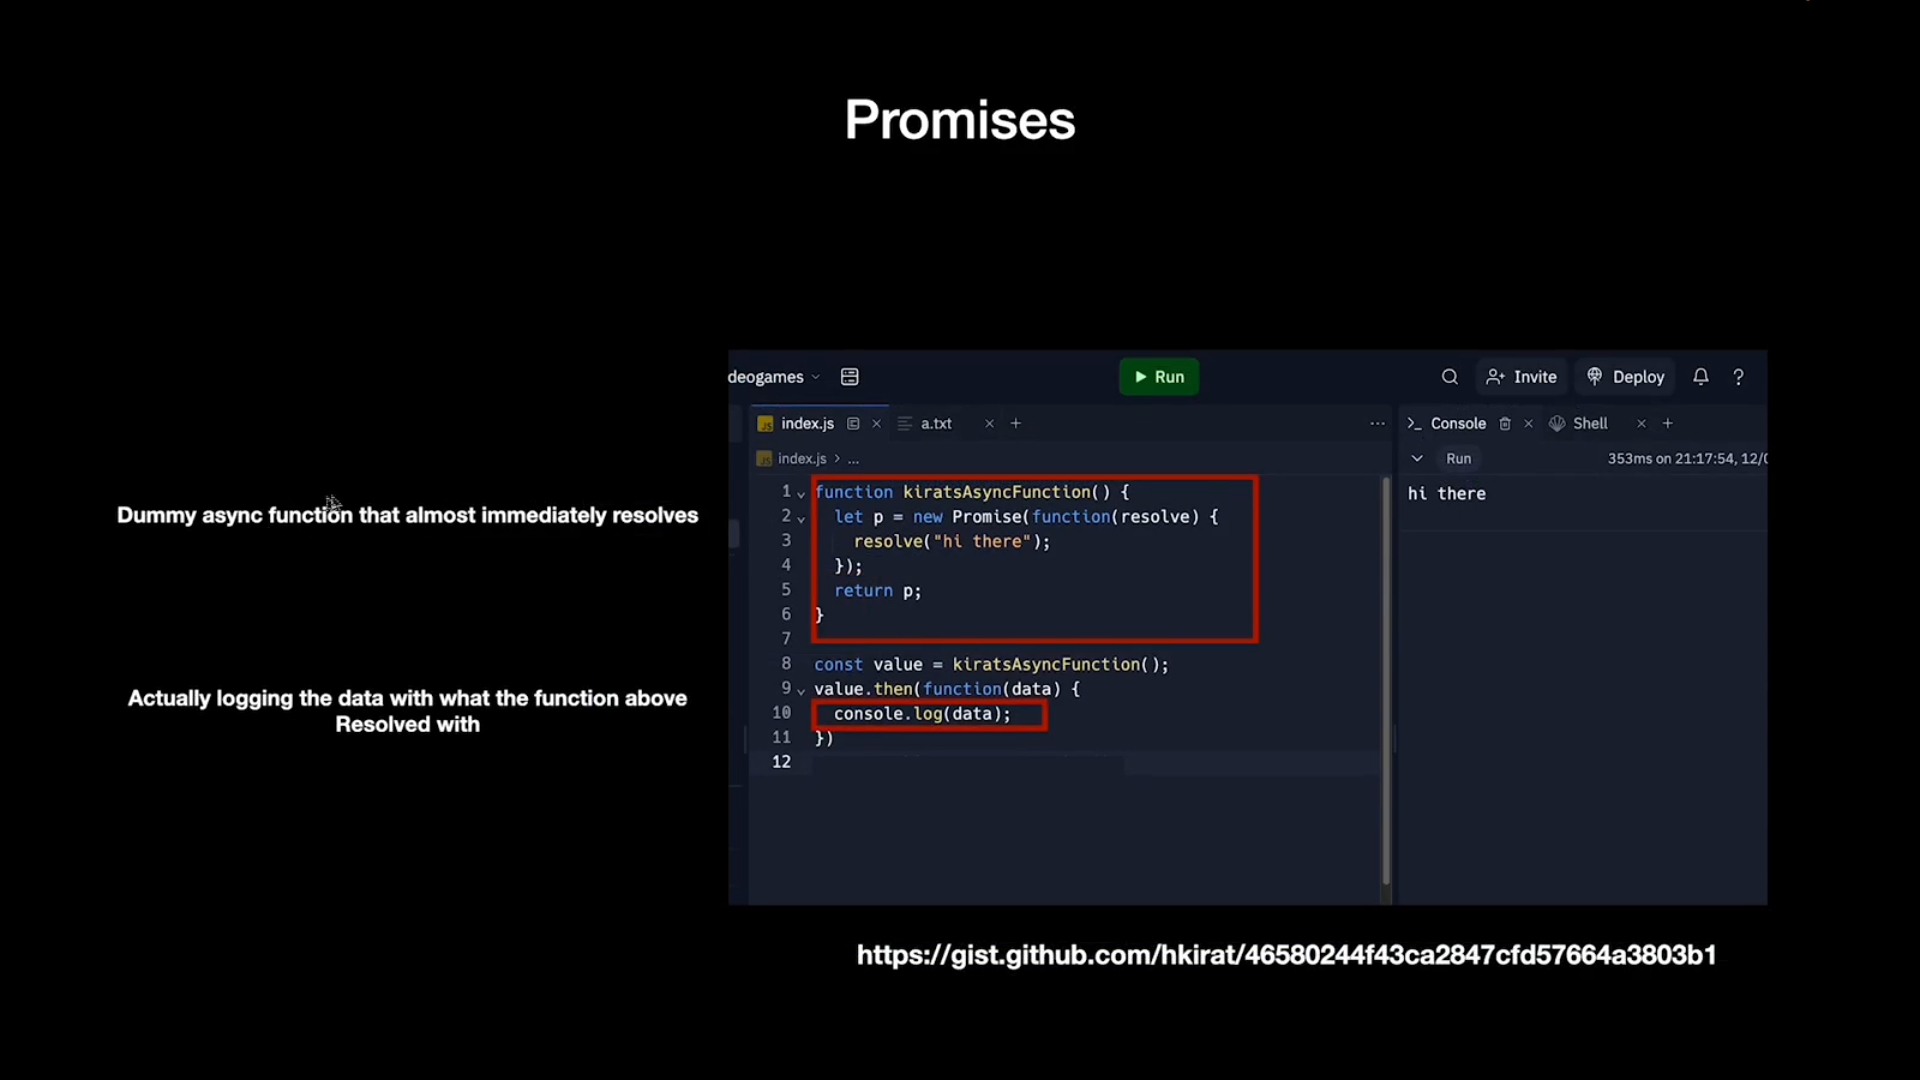 Promises
deogames
Run
Invite
Deploy
?
index.js
a.txt
Console
Shell
index.js > ...
Run
353ms on 21:17:54, 12/
hi there
Dummy async function that almost immediately resolves
Actually logging the data with what the function above
Resolved with
1 function kiratsAsyncFunction() {
2 let p = new Promise(function(resolve) {
3 resolve("hi there");
4 });
5 return p;
6 }
7
8 const value = kiratsAsyncFunction();
9 value.then(function(data) {
10 console.log(data);
11 })
12
https://gist.github.com/hkirat/46580244f43ca2847cfd57664a3803b1